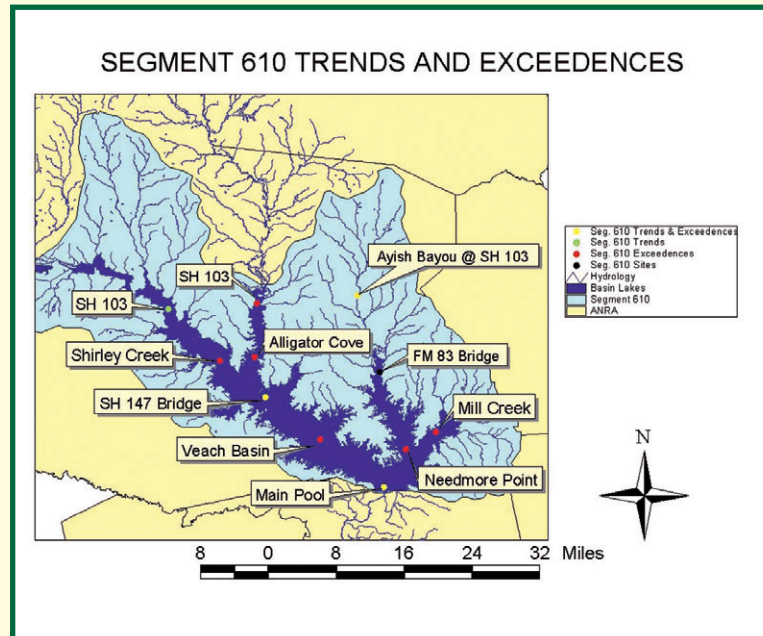 SEGMENT 610 TRENDS AND EXCEEDENCES
Seg. 610 Trends & Exceedences
Seg. 610 Trends
Seg. 610 Exceedences
Seg. 610 Sites
Hydrology
Basin Lakes
Segment 610
ANRA
Ayish Bayou @ SH 103
SH 103
SH 103
Alligator Cove
Shirley Creek
FM 83 Bridge
SH 147 Bridge
Mill Creek
Veach Basin
Needmore Point
Main Pool
N
8 0 8 16 24 32 Miles